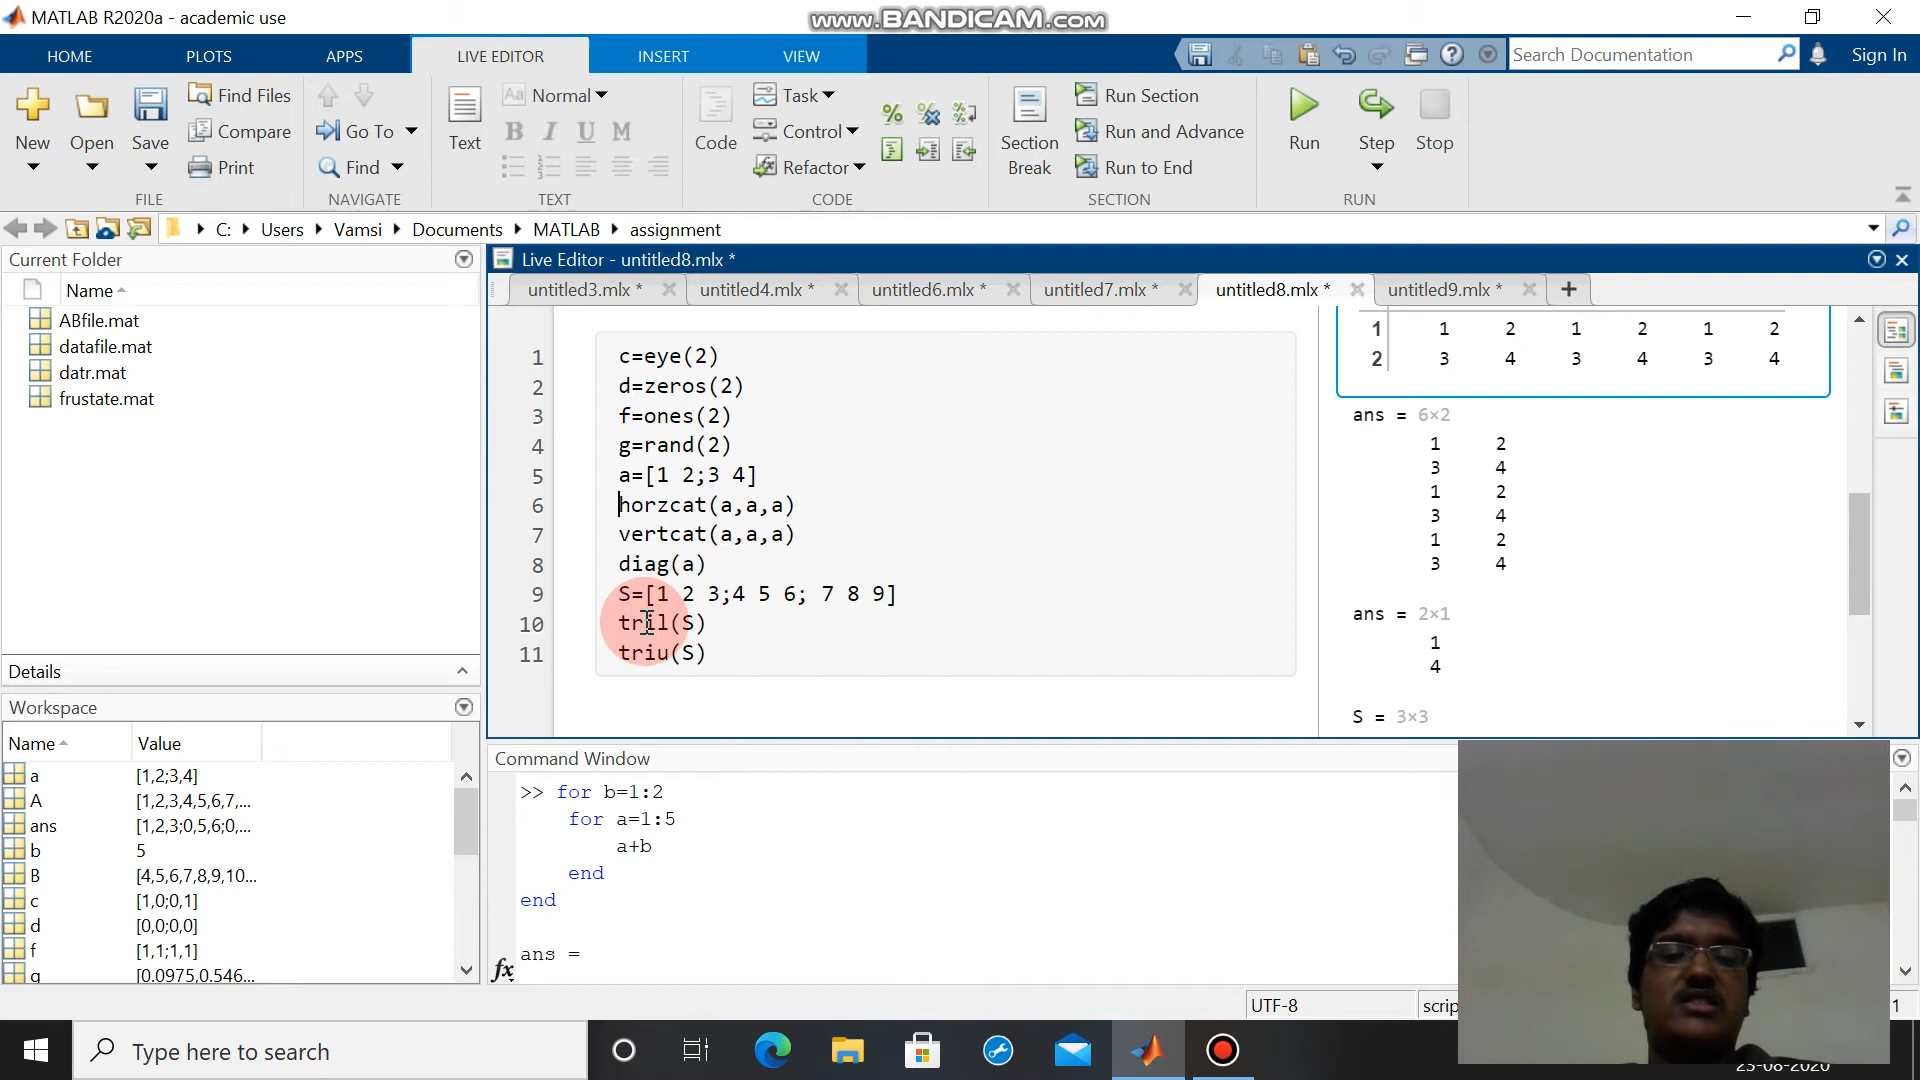 MATLAB R2020a - academic use
www.BANDICAM.com
HOME
PLOTS
APPS
LIVE EDITOR
INSERT
VIEW
Search Documentation
Sign In
New
Open
Save
Find Files
Compare
Print
FILE
Go To
Find
NAVIGATE
Text
Aa Normal
B I U M
TEXT
Code
Task
Control
Refactor
CODE
Section Break
Run Section
Run and Advance
Run to End
SECTION
Run
Step
Stop
RUN
C: Users Vamsi Documents MATLAB assignment
Current Folder
Name
ABfile.mat
datafile.mat
datr.mat
frustate.mat
Details
Workspace
Name Value
a [1,2;3,4]
A [1,2,3,4,5,6,7,...
ans [1,2,3;0,5,6;0,...
b 5
B [4,5,6,7,8,9,10...
c [1,0;0,1]
d [0,0;0,0]
f [1,1;1,1]
g [0.0975,0.546...
Live Editor - untitled8.mlx *
untitled3.mlx *
untitled4.mlx *
untitled6.mlx *
untitled7.mlx *
untitled8.mlx *
untitled9.mlx *
1 c=eye(2)
2 d=zeros(2)
3 f=ones(2)
4 g=rand(2)
5 a=[1 2;3 4]
6 horzcat(a,a,a)
7 vertcat(a,a,a)
8 diag(a)
9 S=[1 2 3;4 5 6; 7 8 9]
10 tril(S)
11 triu(S)
1 1 2 1 2 1 2
2 3 4 3 4 3 4
ans = 6×2
1 2
3 4
1 2
3 4
1 2
3 4
ans = 2×1
1
4
S = 3×3
Command Window
>> for b=1:2
for a=1:5
a+b
end
end
ans =
fx
UTF-8
scrip
1
Type here to search
23-08-2020